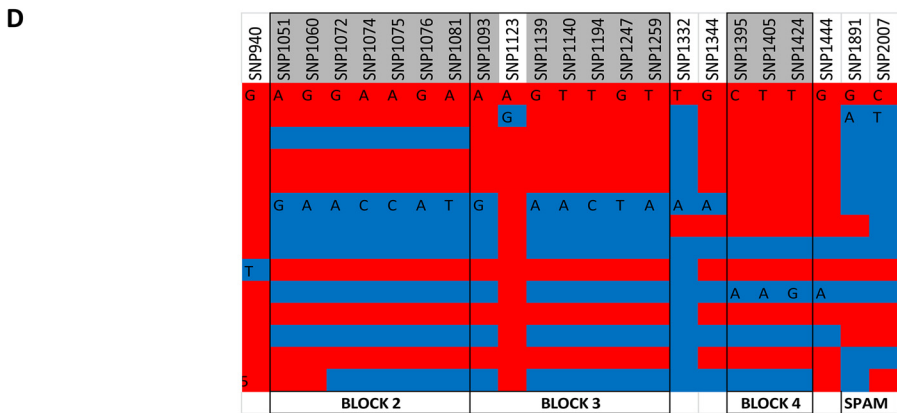 D
SNP940 SNP1051 SNP1060 SNP1072 SNP1074 SNP1075 SNP1076 SNP1081 SNP1093 SNP1123 SNP1139 SNP1140 SNP1194 SNP1247 SNP1259 SNP1332 SNP1344 SNP1395 SNP1405 SNP1424 SNP1444 SNP1891 SNP2007
G A G G A A G A A A G T T G T T G C T T G G C
G A T
G A A C C A T G A A C T A A A
T
A A G A
S
BLOCK 2 BLOCK 3 BLOCK 4 SPAM